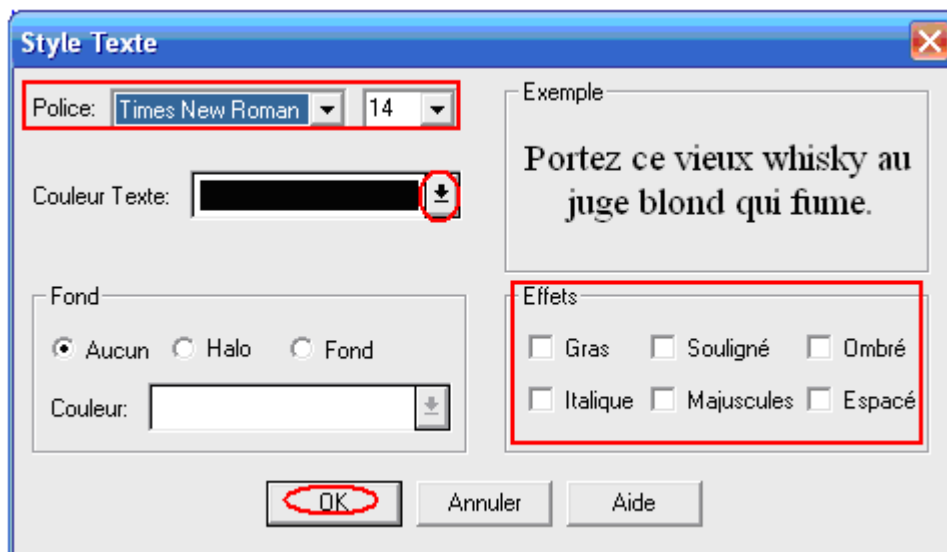 Style Texte
Police: Times New Roman 14
Exemple
Portez ce vieux whisky au
juge blond qui fume.
Couleur Texte:
Fond
Aucun Halo Fond
Couleur:
Effets
Gras Souligné Ombré
Italique Majuscules Espacé
OK Annuler Aide